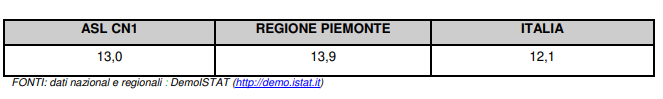 ASL CN1 REGIONE PIEMONTE ITALIA
13,0 13,9 12,1
FONTI: dati nazional e regionali : DemoISTAT (http://demo.istat.it)